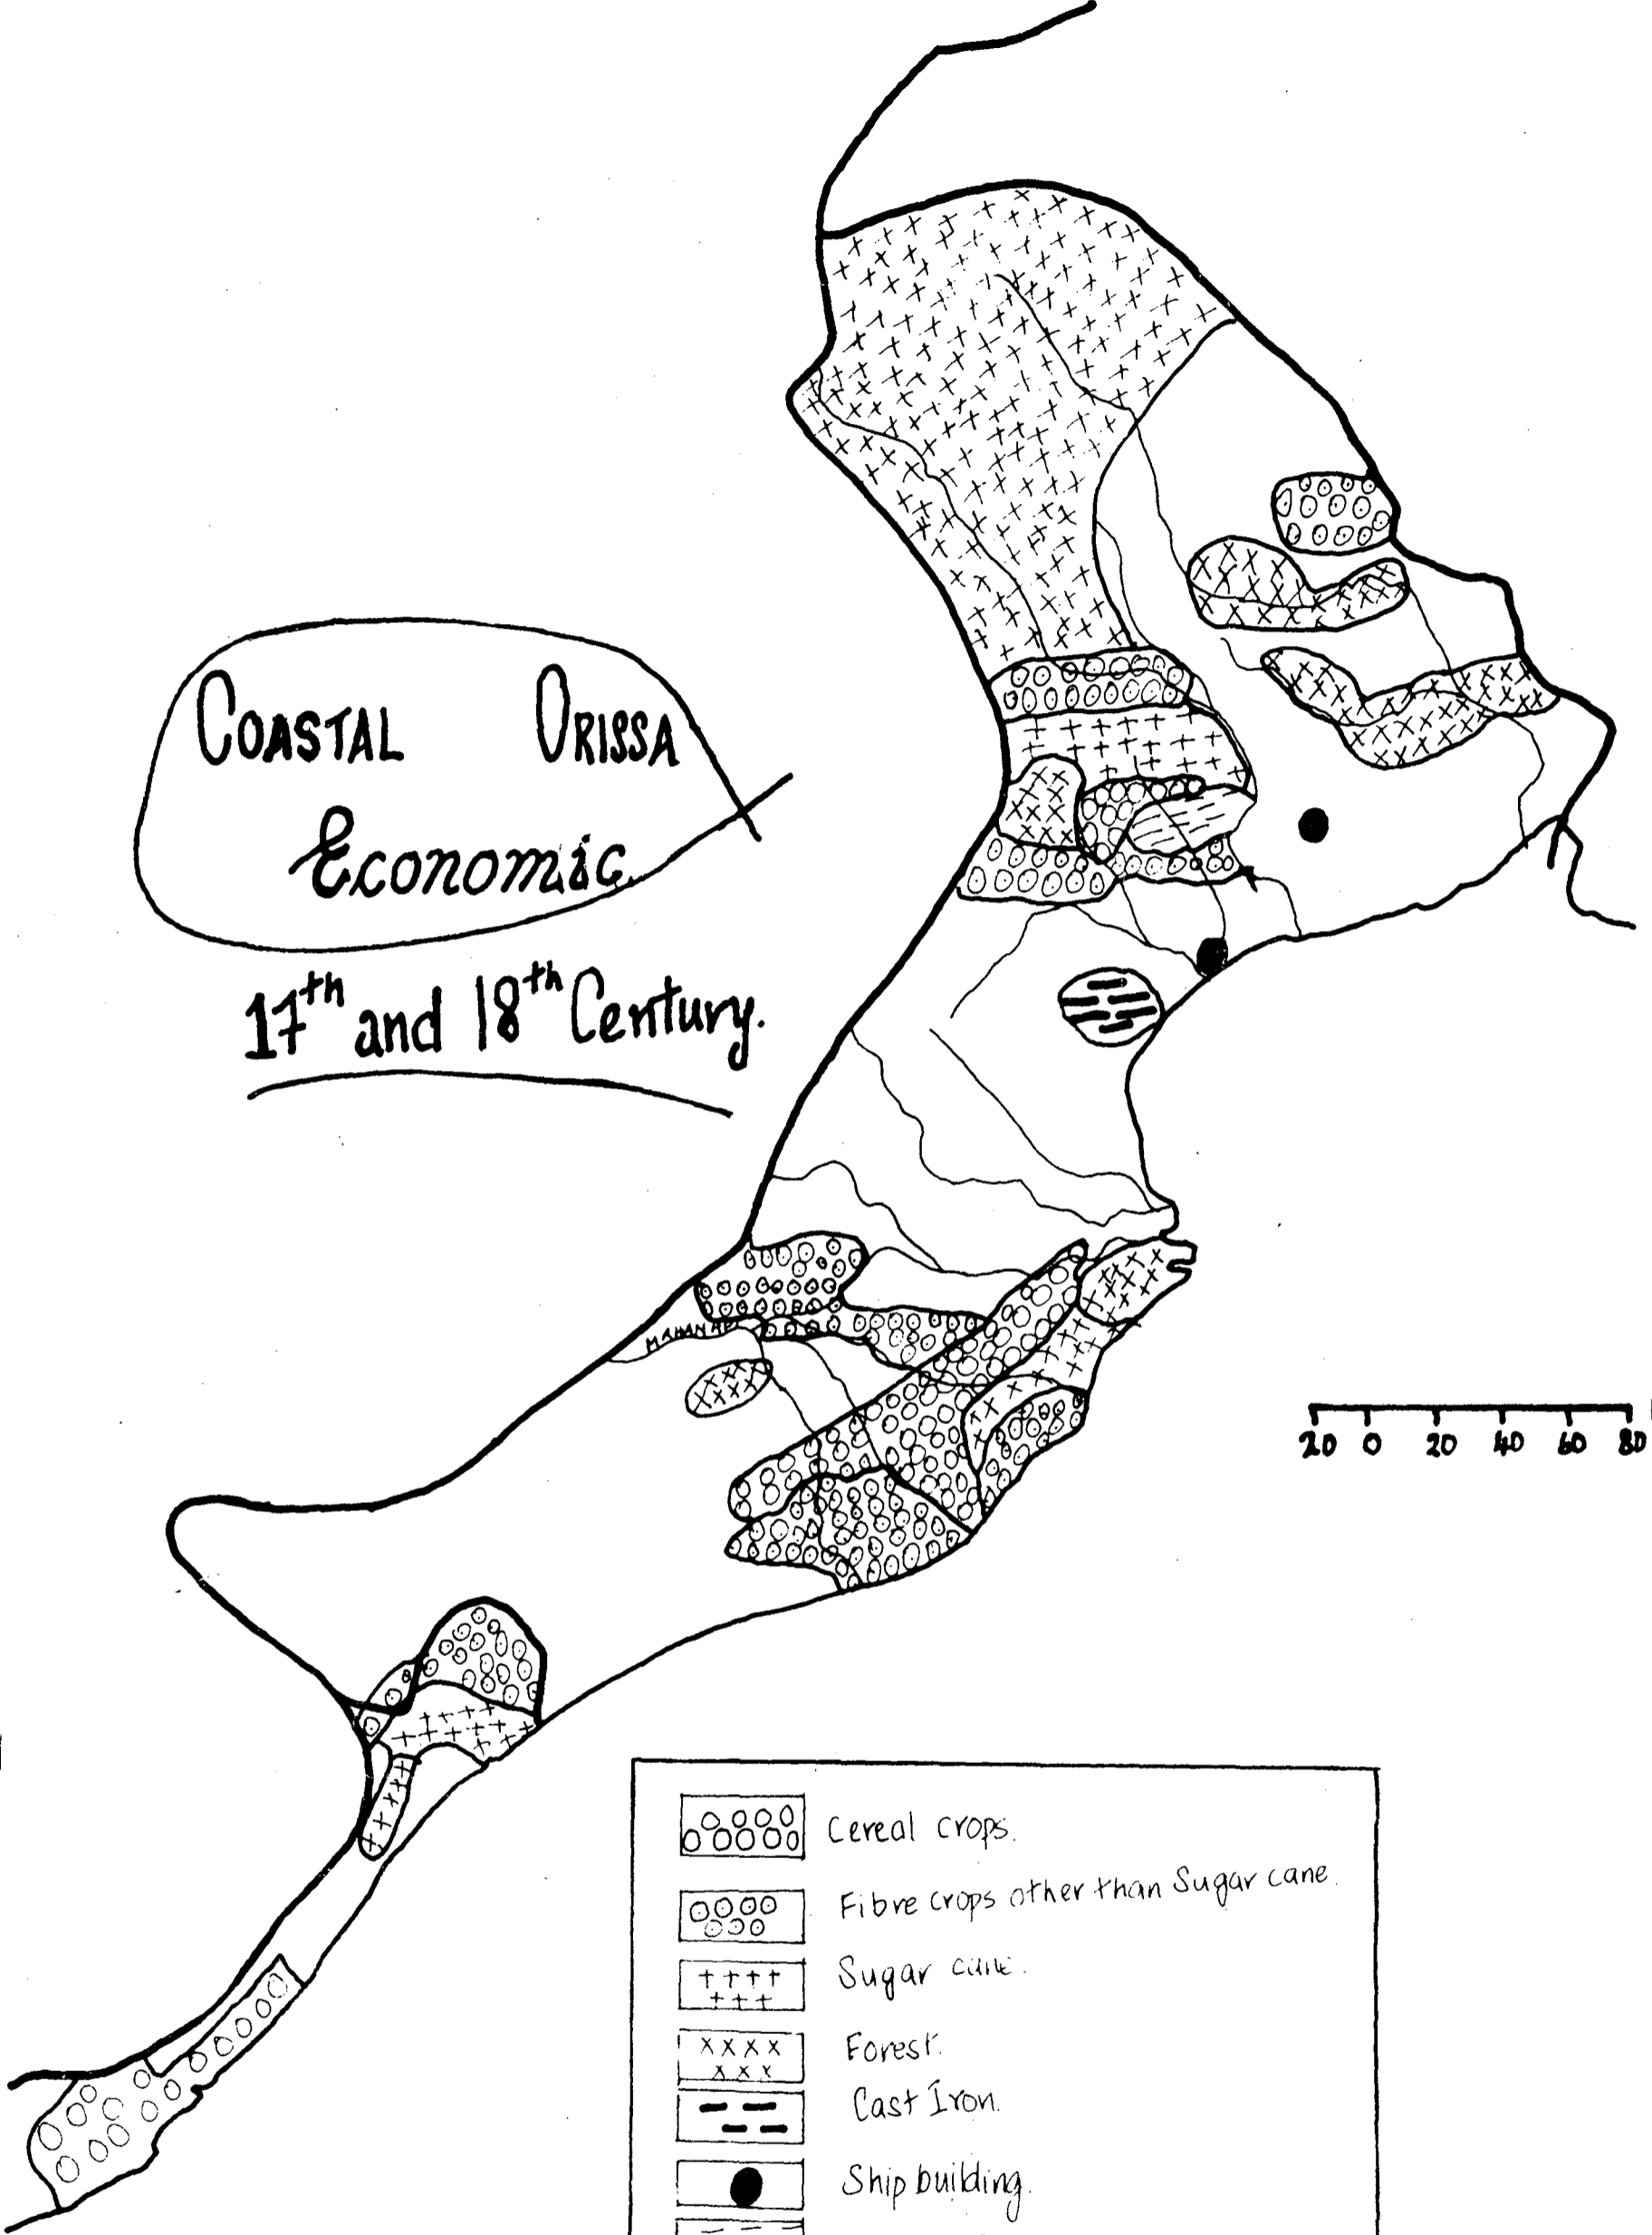 COASTAL ORISSA
Economic.
17th and 18th Century.
MAHANADI
20 0 20 40 60 80
Cereal crops.
Fibre crops other than Sugar cane.
Sugar cane.
Forest.
Cast Iron.
Ship building.